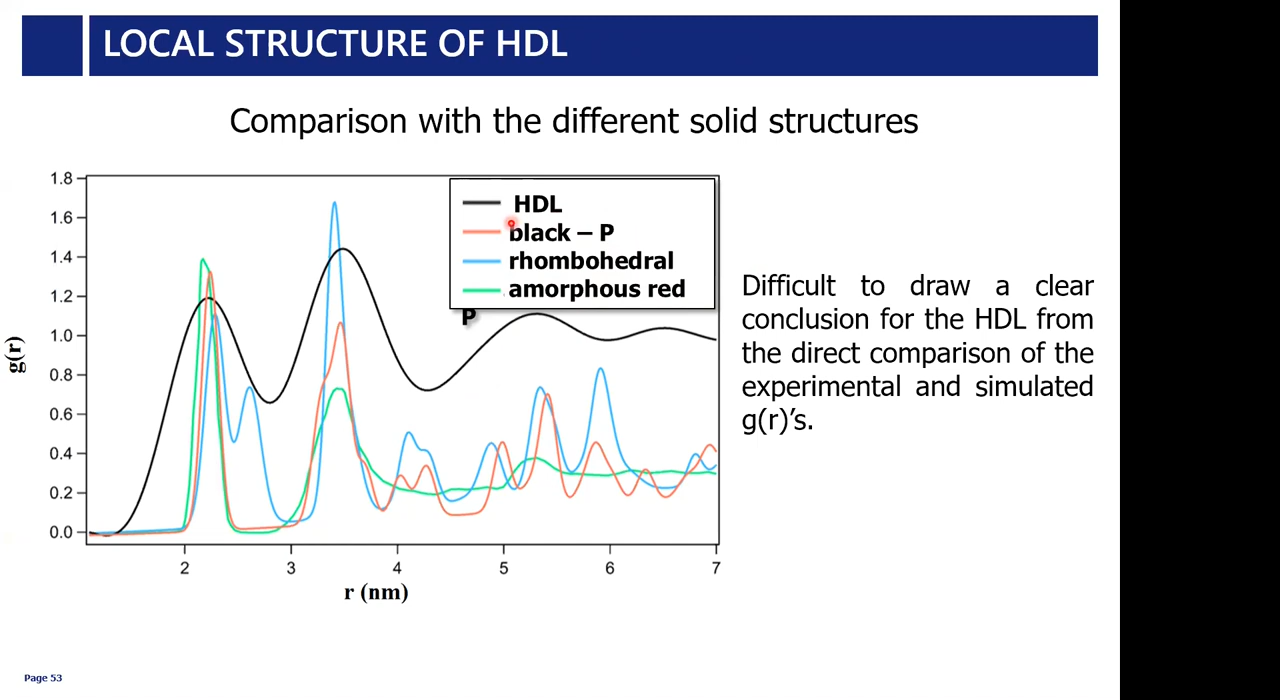 LOCAL STRUCTURE OF HDL
Comparison with the different solid structures
1.8
1.6
1.4
1.2
1.0
0.8
0.6
0.4
0.2
0.0
g(r)
HDL
black – P
rhombohedral
amorphous red
P
2 3 4 5 6 7
r (nm)
Difficult to draw a clear
conclusion for the HDL from
the direct comparison of the
experimental and simulated
g(r)’s.
Page 53